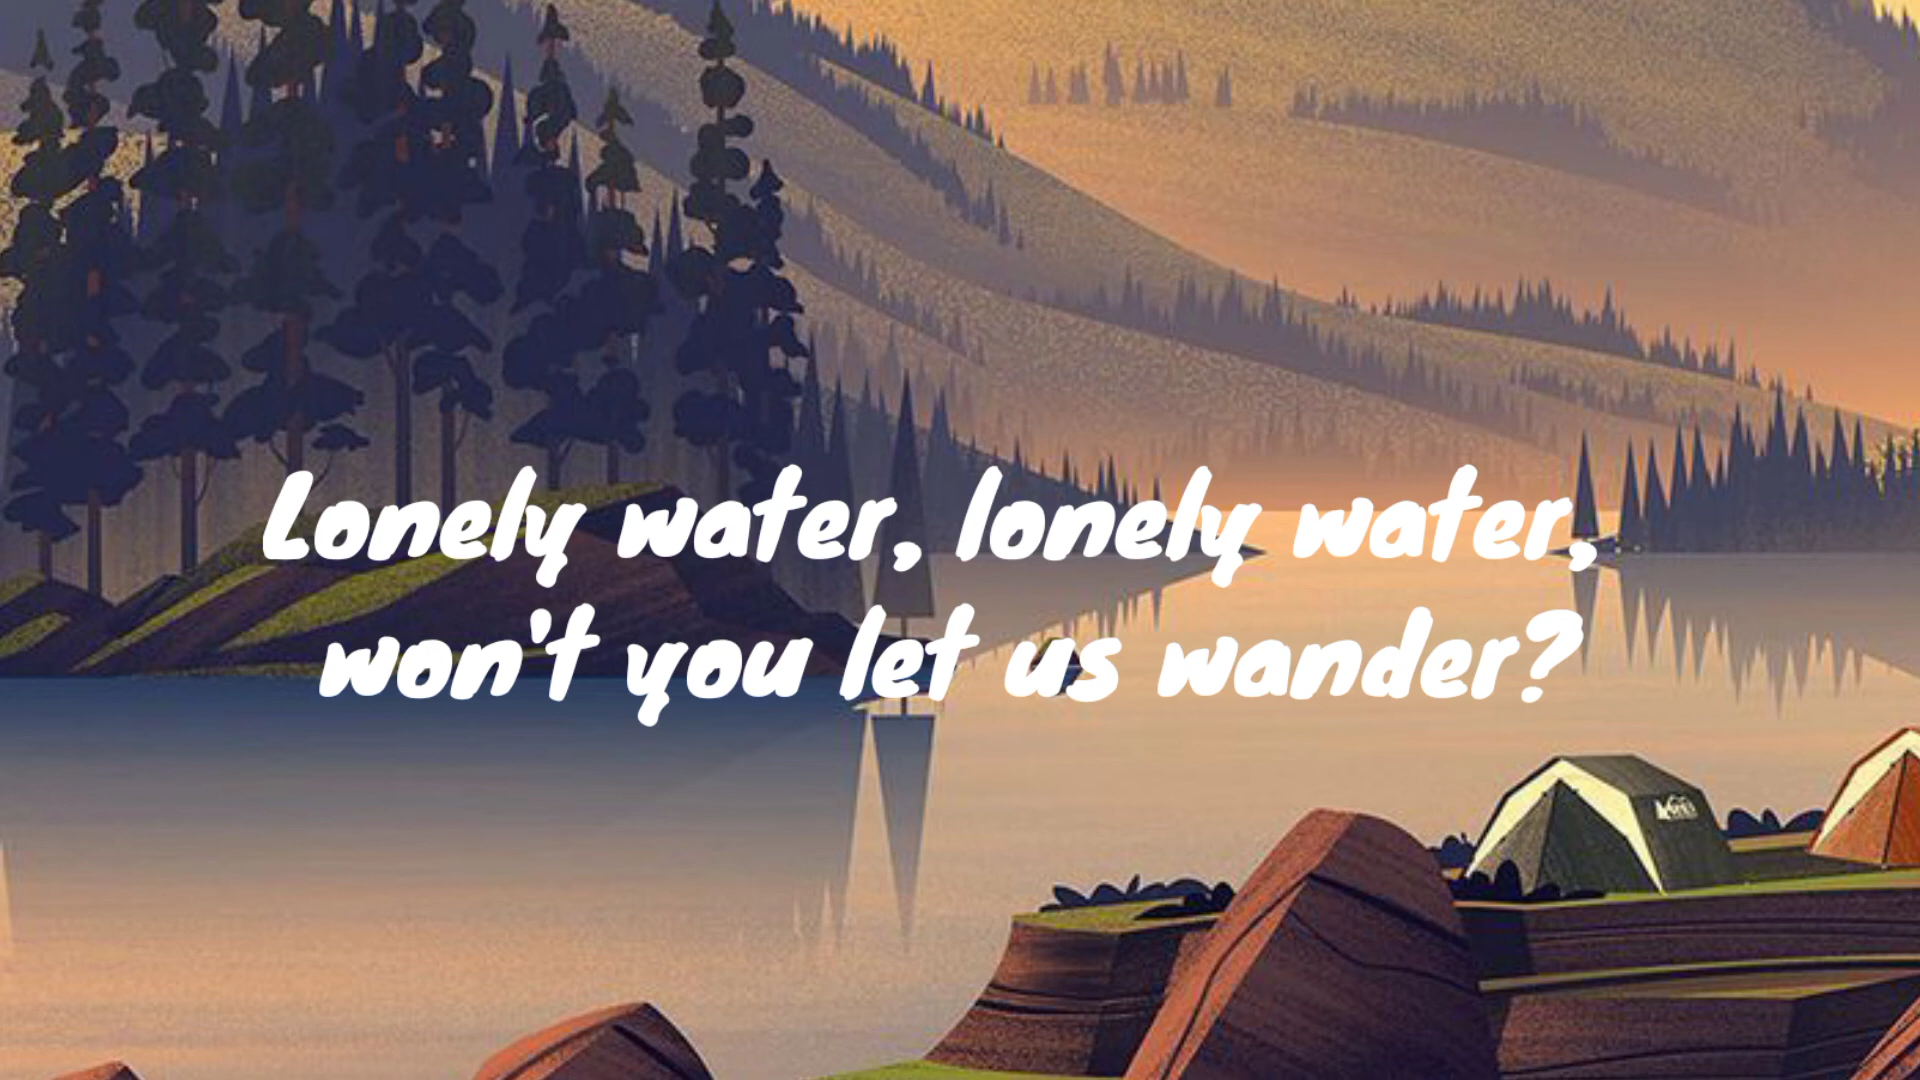 Lonely water, lonely water,
won't you let us wander?